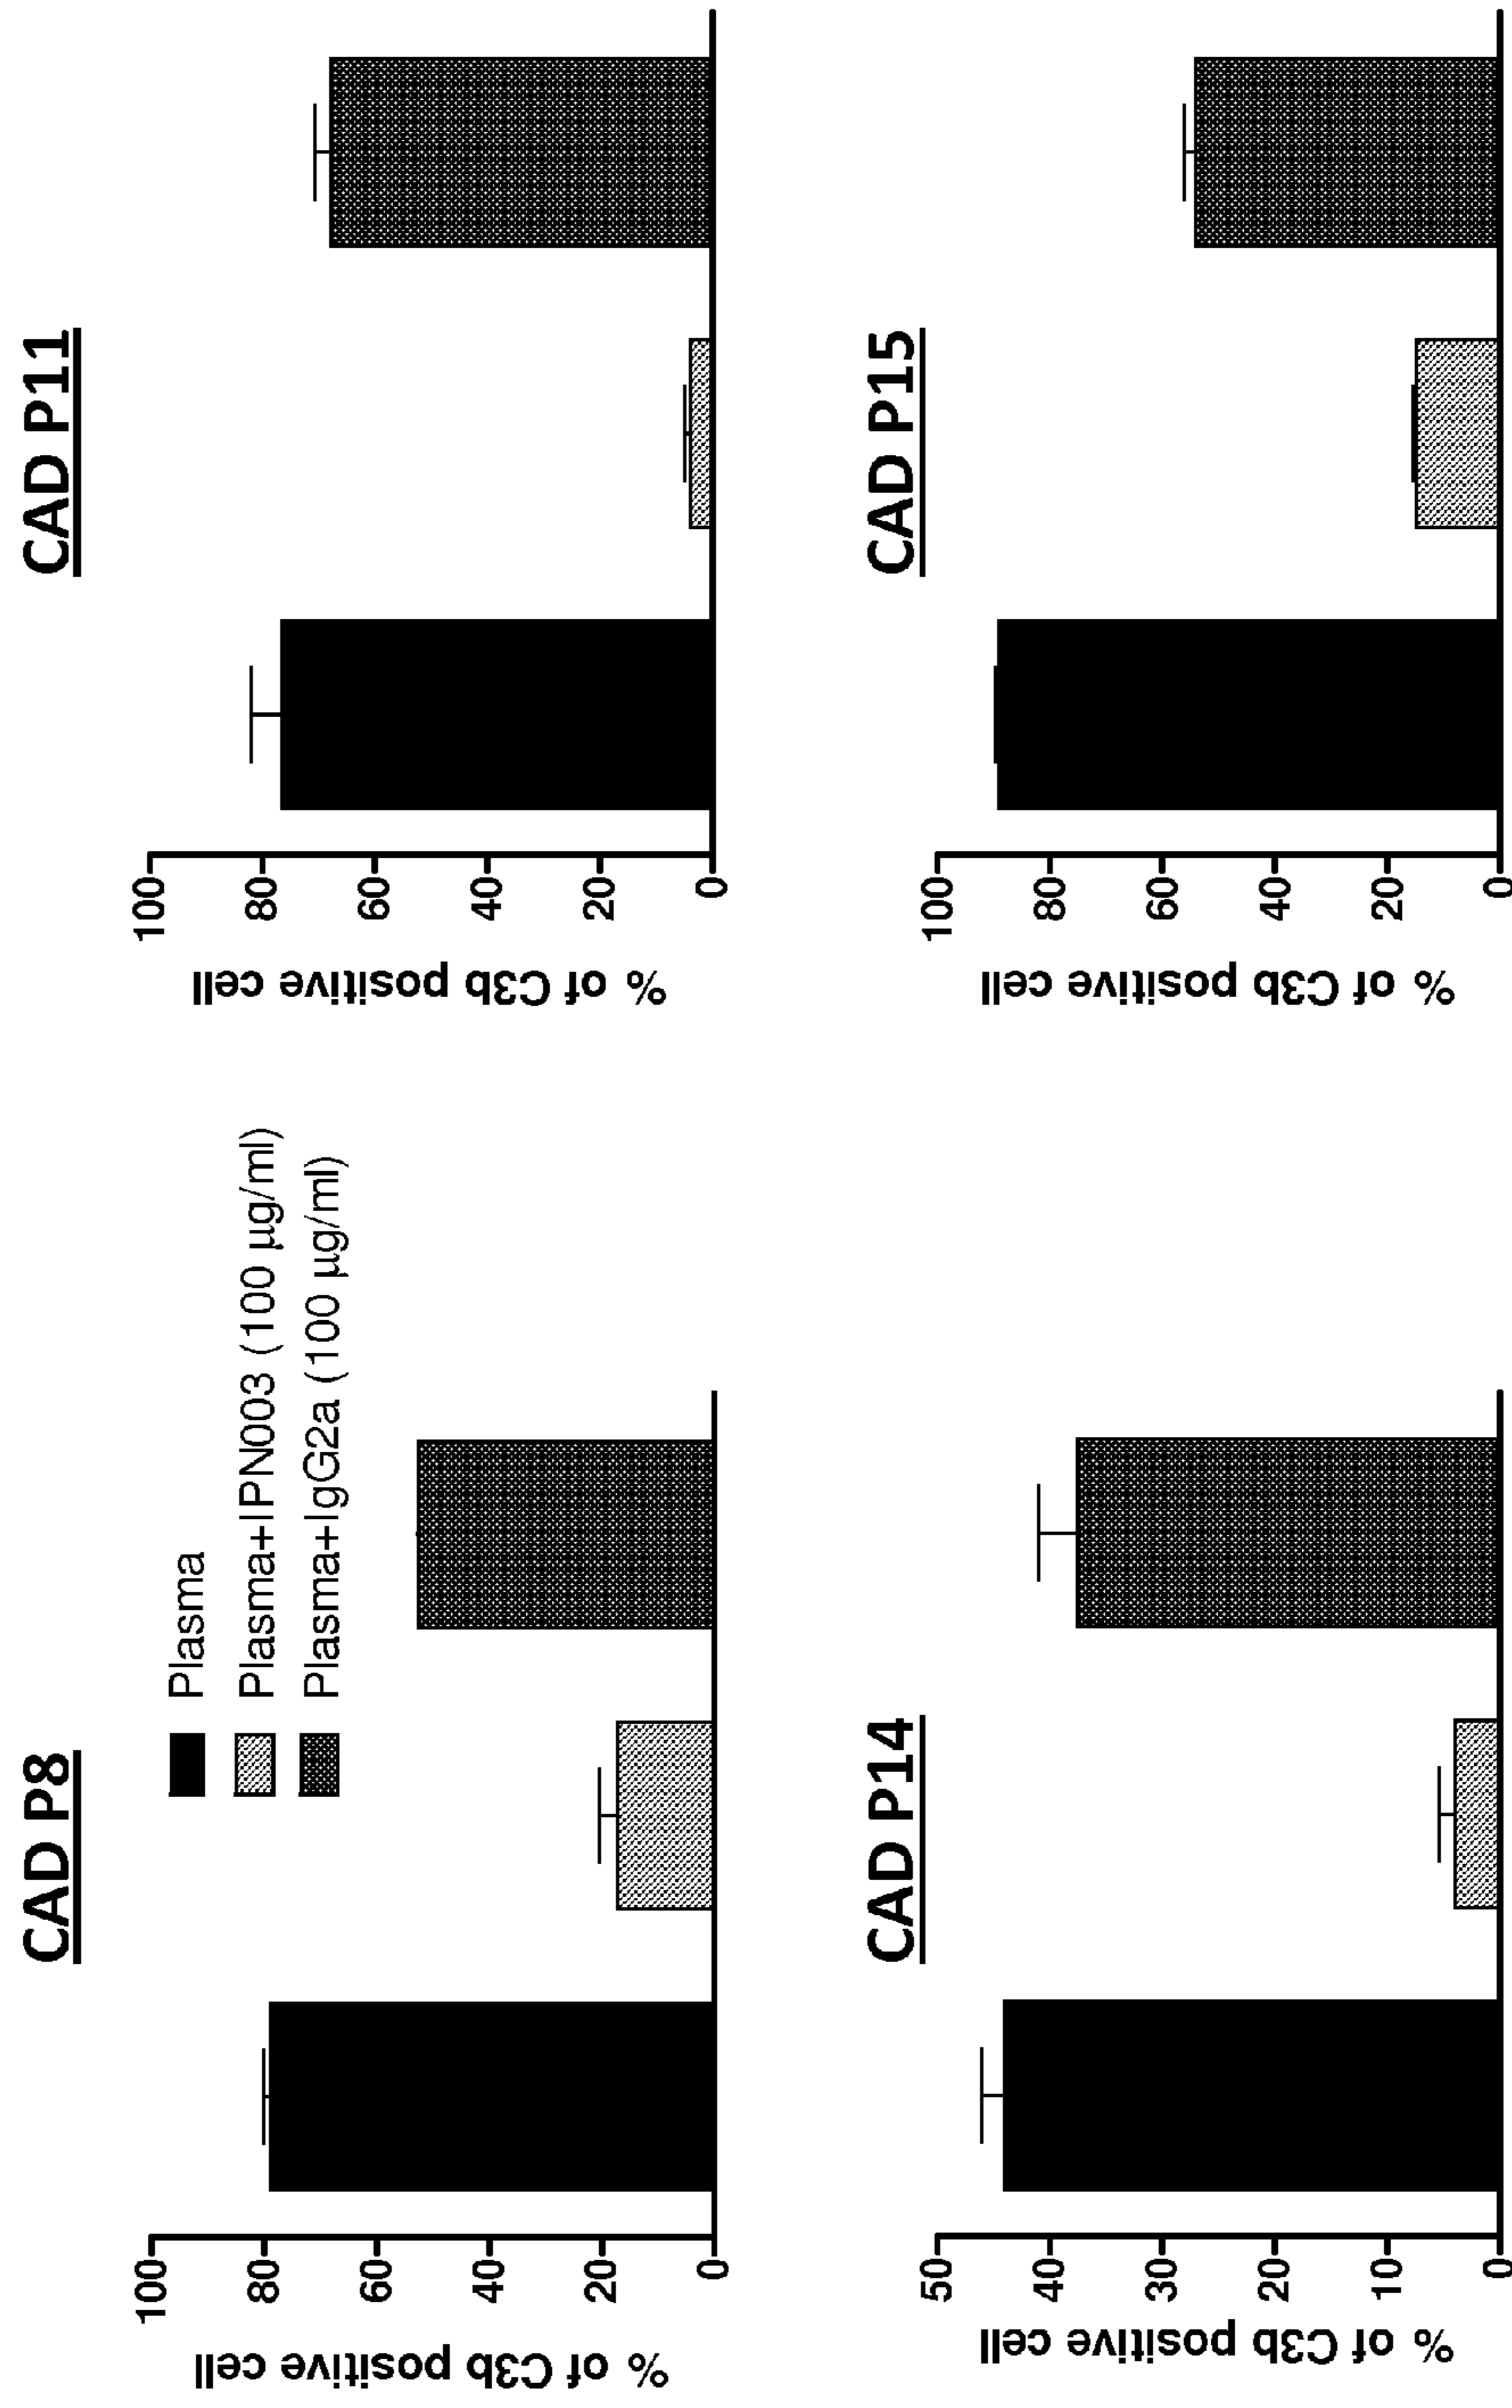 CAD P8
% of C3b positive cell
100
80
60
40
20
0
Plasma
Plasma+IPN003 (100 µg/ml)
Plasma+IgG2a (100 µg/ml)
CAD P11
% of C3b positive cell
100
80
60
40
20
0
CAD P14
% of C3b positive cell
50
40
30
20
10
0
CAD P15
% of C3b positive cell
100
80
60
40
20
0